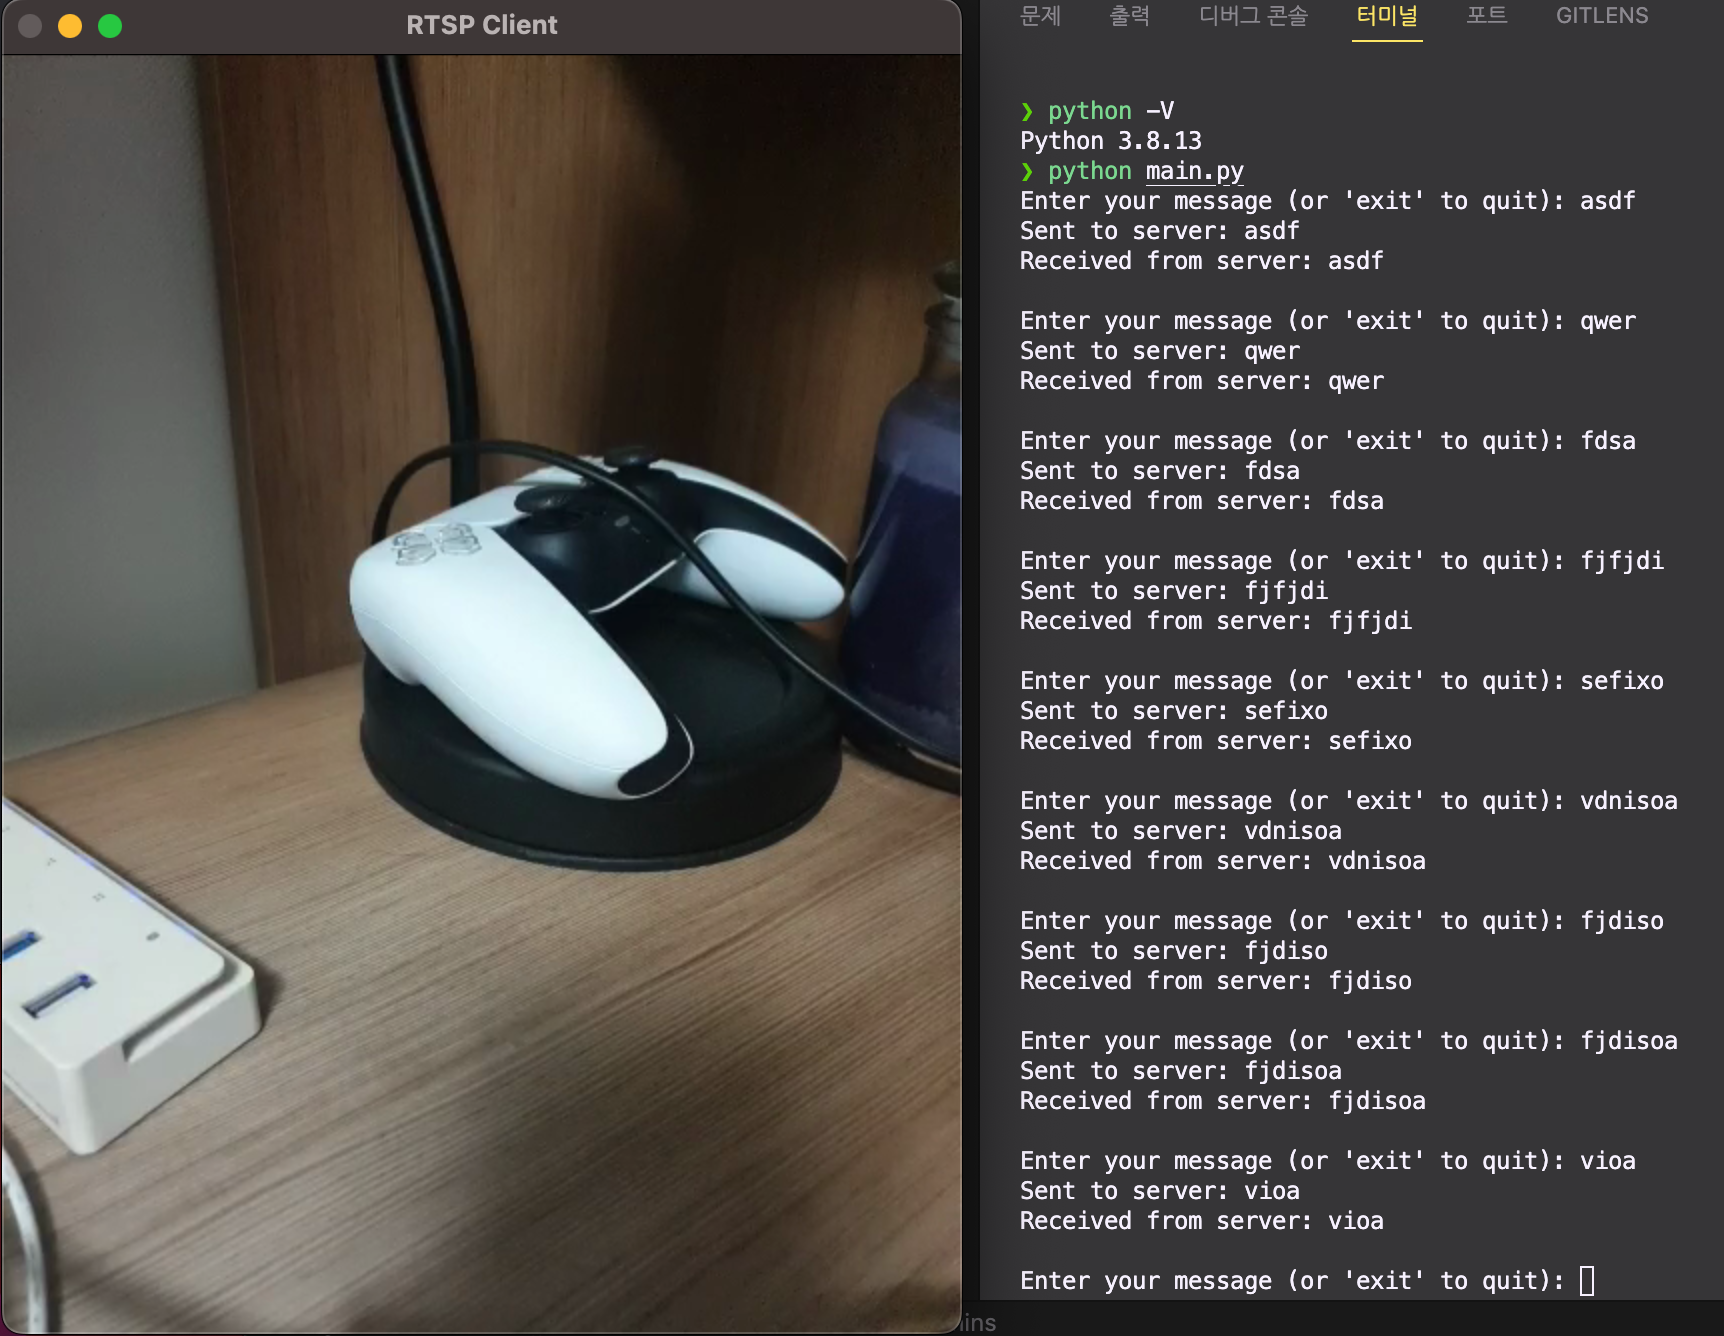 RTSP Client
문제 출력 디버그 콘솔 터미널 포트 GITLENS
❯ python -V
Python 3.8.13
❯ python main.py
Enter your message (or 'exit' to quit): asdf
Sent to server: asdf
Received from server: asdf
Enter your message (or 'exit' to quit): qwer
Sent to server: qwer
Received from server: qwer
Enter your message (or 'exit' to quit): fdsa
Sent to server: fdsa
Received from server: fdsa
Enter your message (or 'exit' to quit): fjfjdi
Sent to server: fjfjdi
Received from server: fjfjdi
Enter your message (or 'exit' to quit): sefixo
Sent to server: sefixo
Received from server: sefixo
Enter your message (or 'exit' to quit): vdnisoa
Sent to server: vdnisoa
Received from server: vdnisoa
Enter your message (or 'exit' to quit): fjdiso
Sent to server: fjdiso
Received from server: fjdiso
Enter your message (or 'exit' to quit): fjdisoa
Sent to server: fjdisoa
Received from server: fjdisoa
Enter your message (or 'exit' to quit): vioa
Sent to server: vioa
Received from server: vioa
Enter your message (or 'exit' to quit):